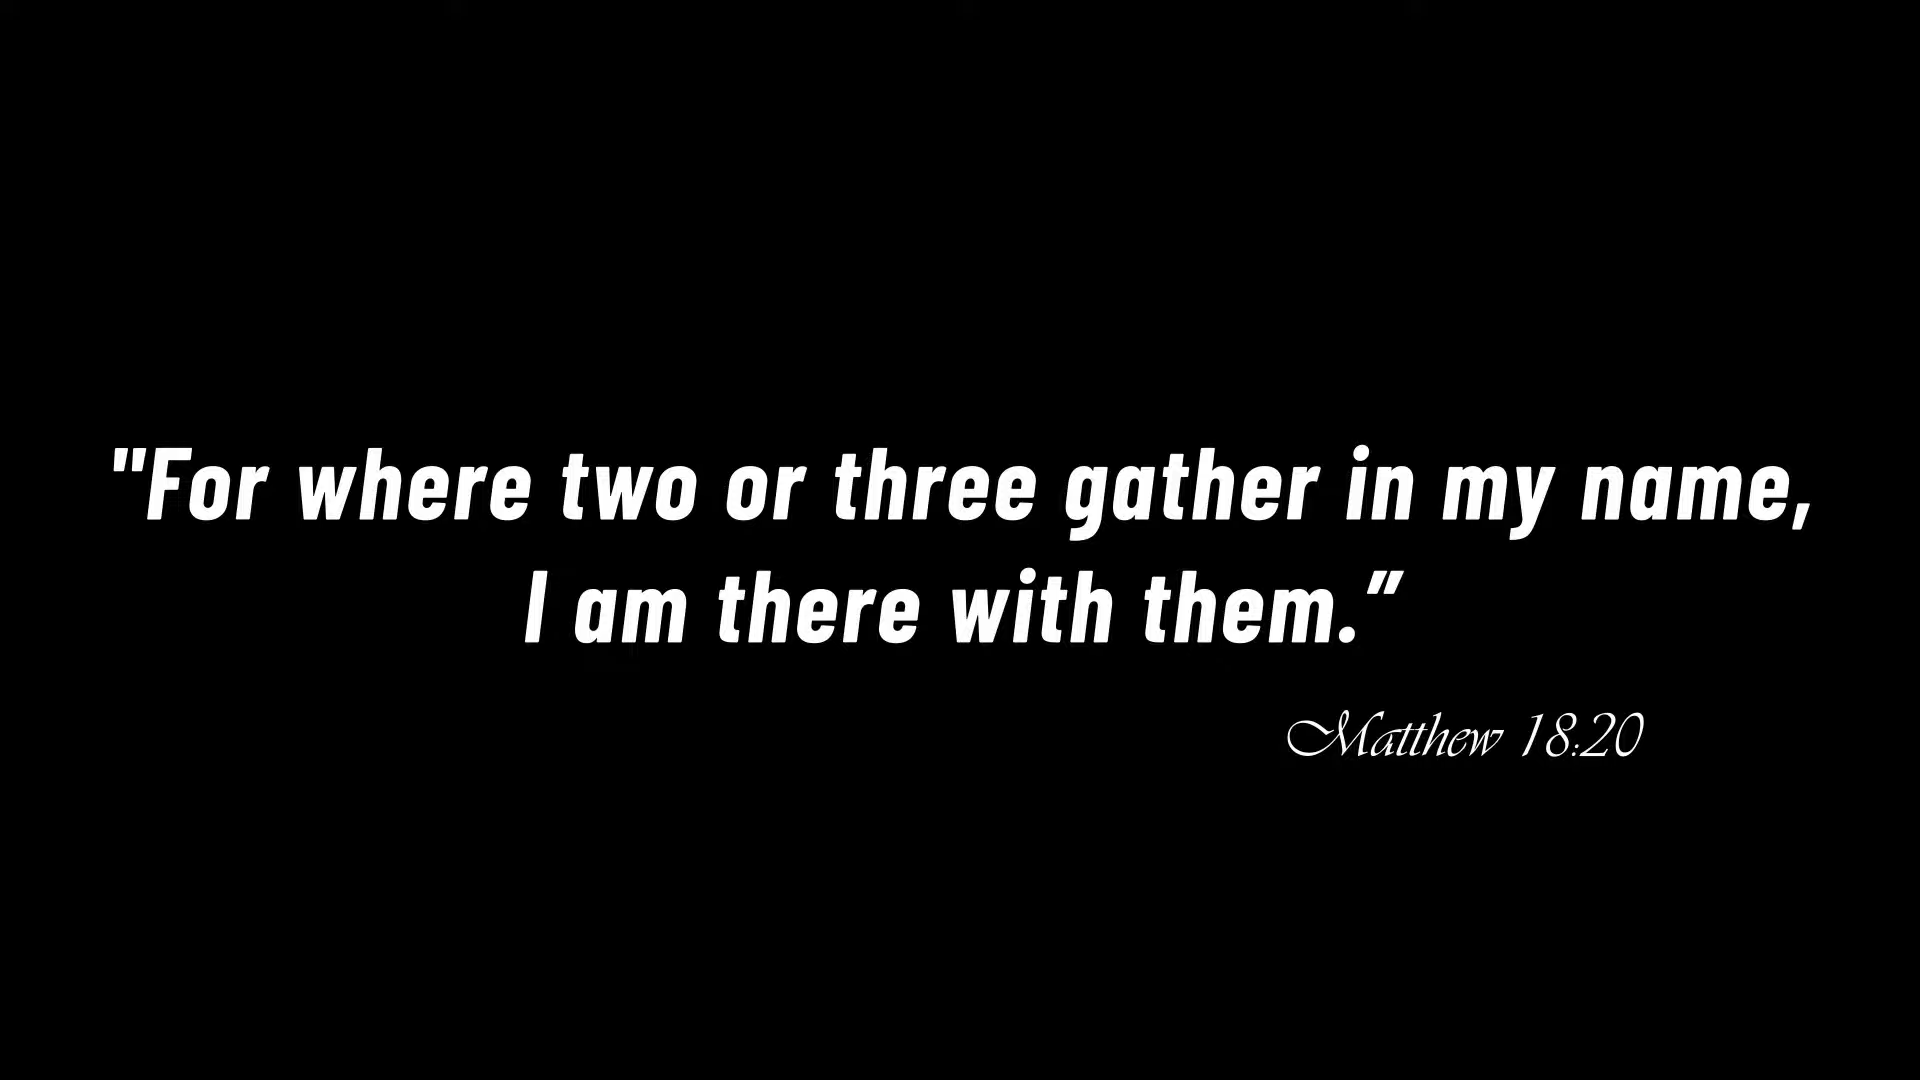 "For where two or three gather in my name,
I am there with them.”
Matthew 18:20